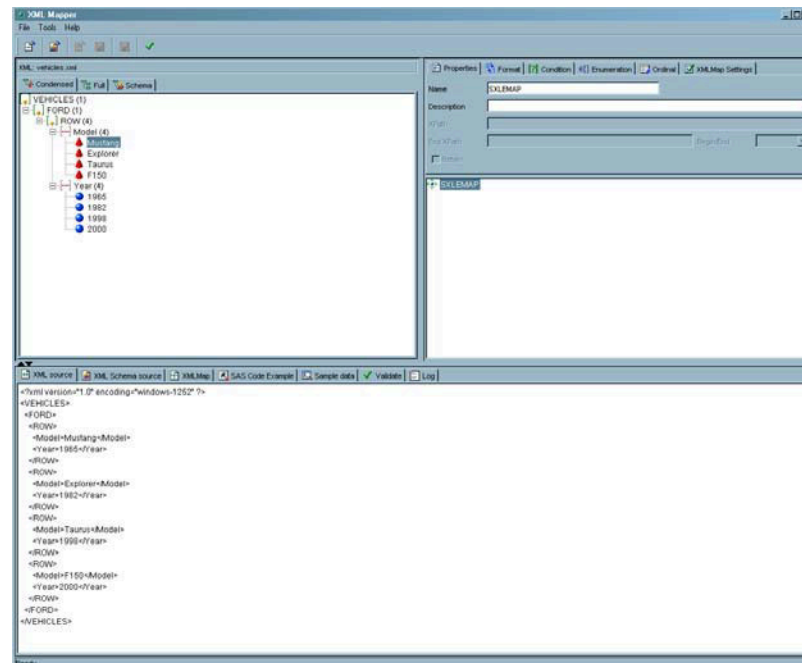 XML Mapper
File Tools Help
XML: vehicles.xml
Condensed Full Schema
VEHICLES (1)
FORD (1)
ROW (4)
Model (4)
Mustang
Explorer
Taurus
F150
Year (4)
1965
1982
1998
2000
Properties Format Condition Enumeration Ordinal XMLMap Settings
Name SXLEMAP
Description
SXLEMAP
XML source XML Schema source XMLMap SAS Code Example Sample data Validate Log
<?xml version="1.0" encoding="windows-1252" ?>
<VEHICLES>
<FORD>
<ROW>
<Model>Mustang</Model>
<Year>1965</Year>
</ROW>
<ROW>
<Model>Explorer</Model>
<Year>1982</Year>
</ROW>
<ROW>
<Model>Taurus</Model>
<Year>1998</Year>
</ROW>
<ROW>
<Model>F150</Model>
<Year>2000</Year>
</ROW>
</FORD>
</VEHICLES>